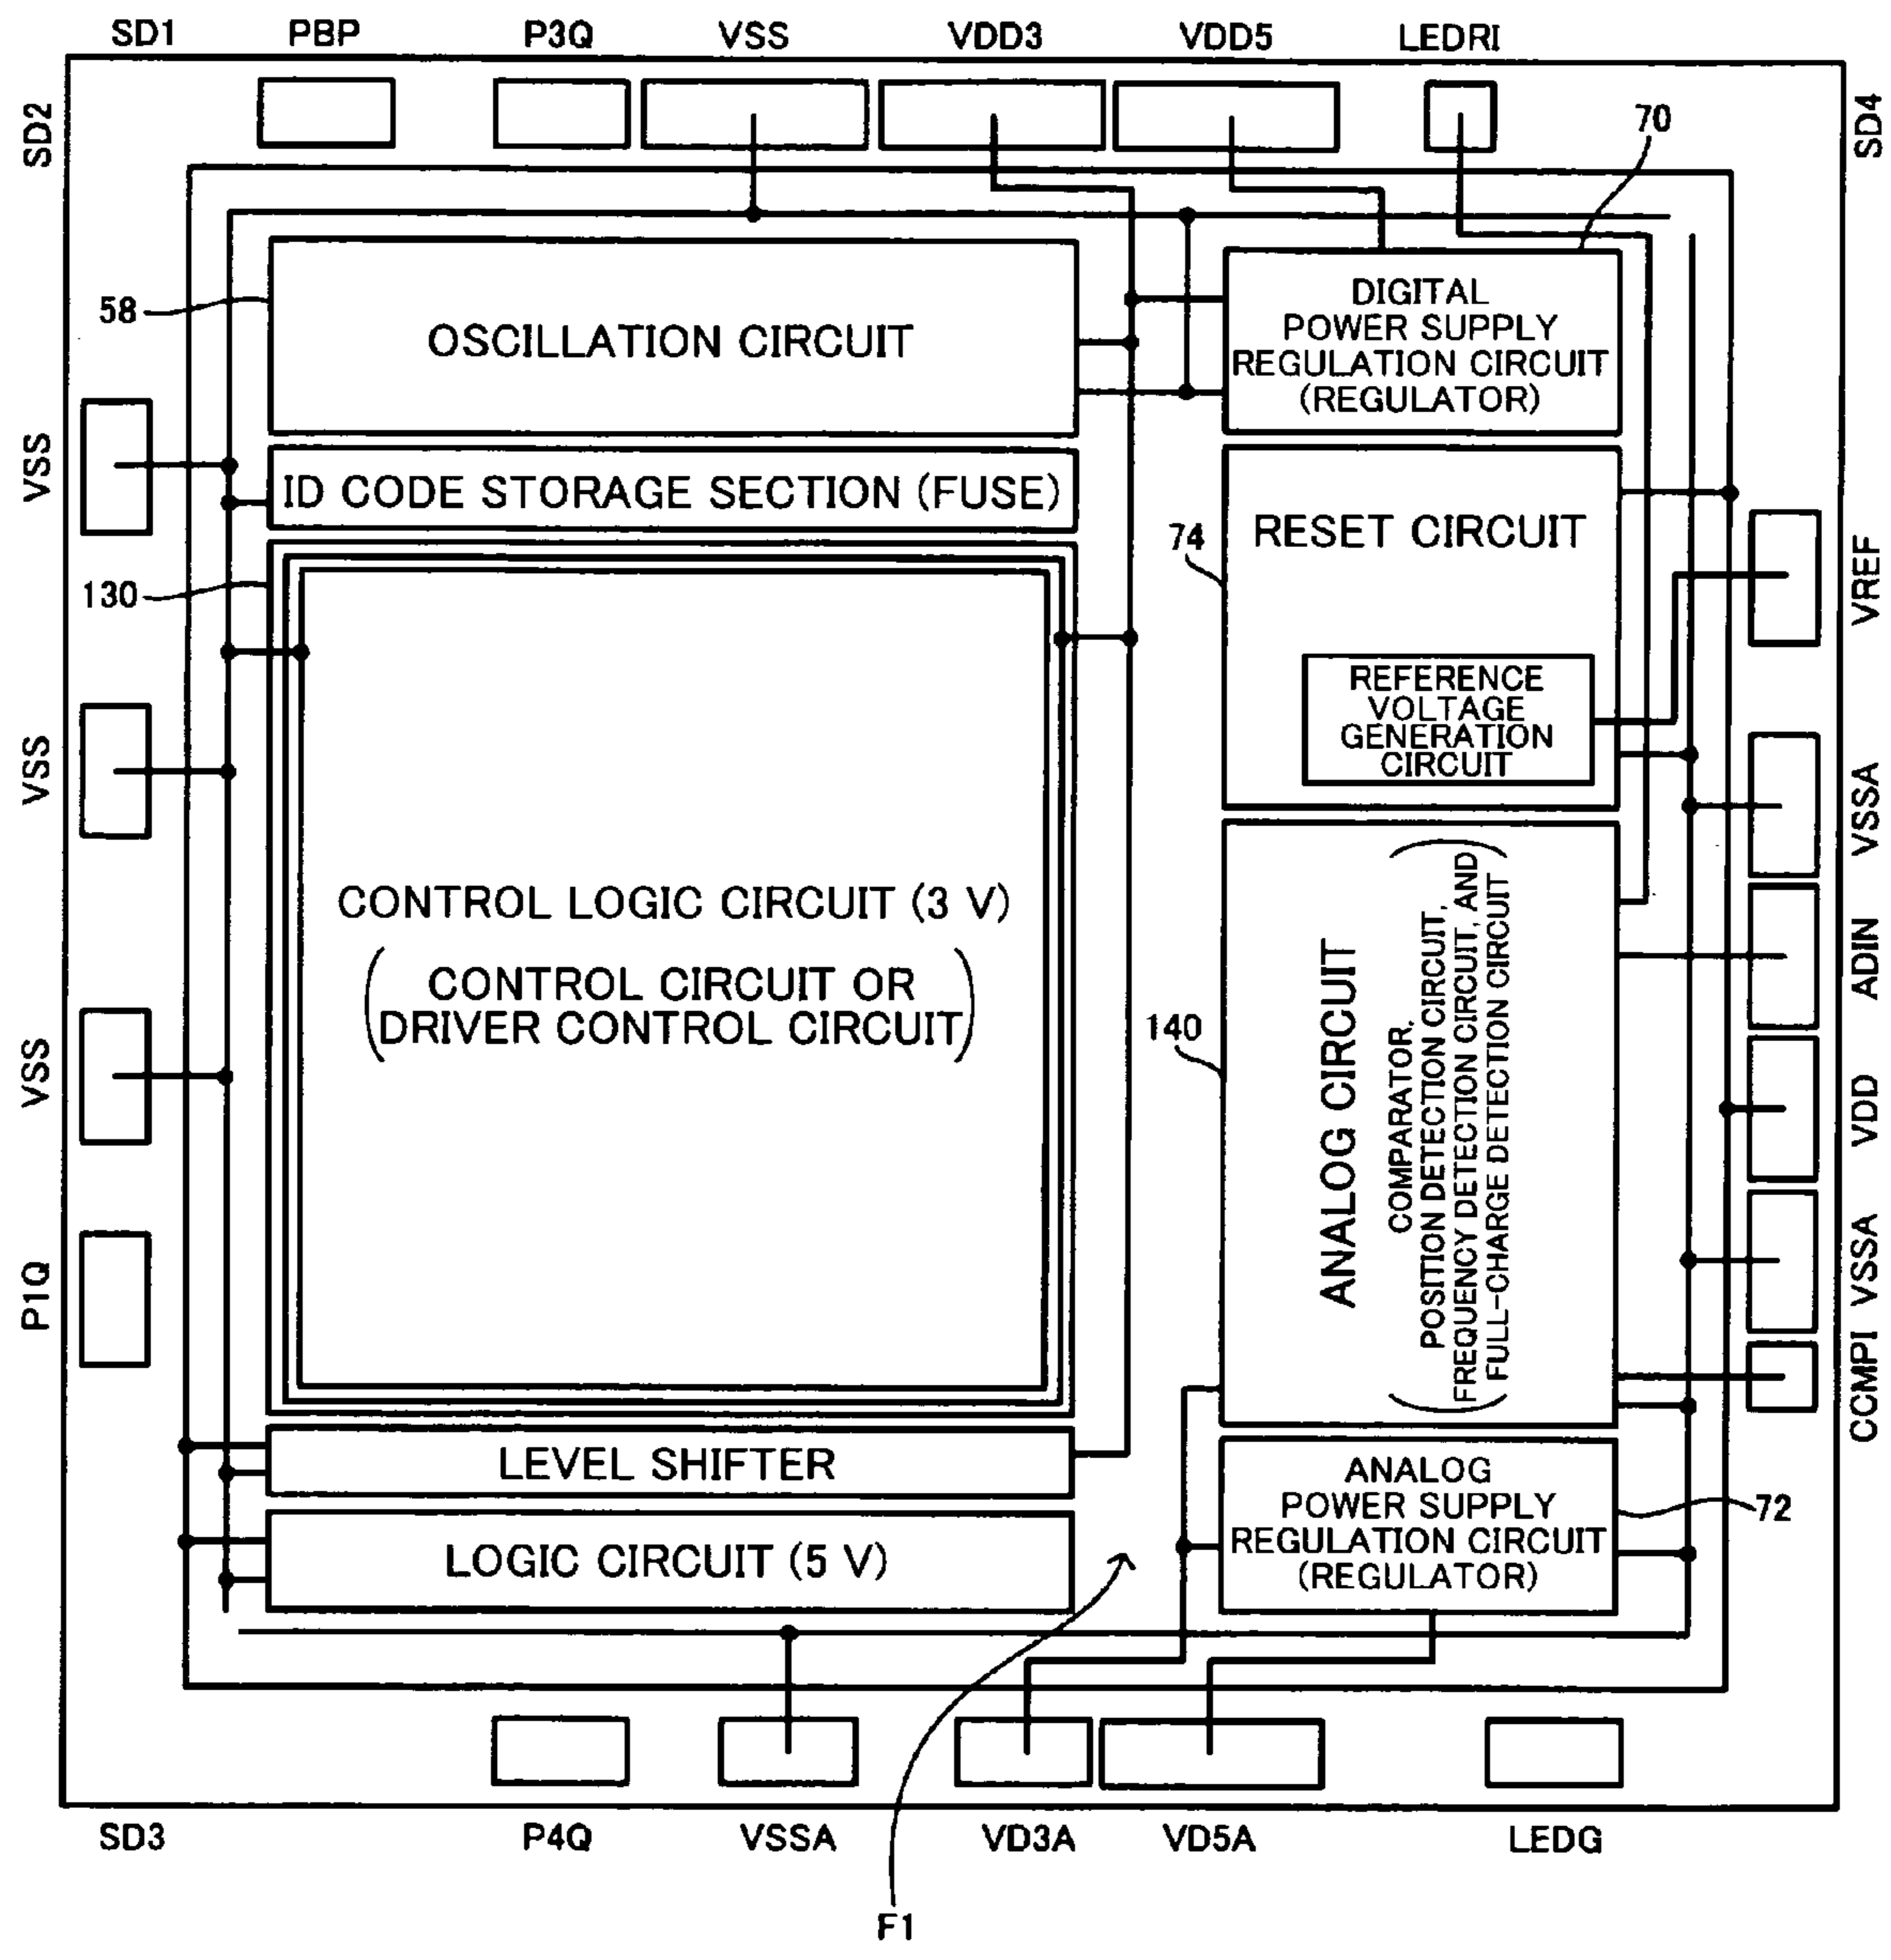 SD1
PBP
P3Q
VSS
VDD3
VDD5
LEDRI
SD2
SD4
70
58
OSCILLATION CIRCUIT
DIGITAL
POWER SUPPLY
REGULATION CIRCUIT
(REGULATOR)
VSS
ID CODE STORAGE SECTION (FUSE)
74
RESET CIRCUIT
VREF
130
REFERENCE
VOLTAGE
GENERATION
CIRCUIT
VSS
VSSA
CONTROL LOGIC CIRCUIT (3 V)
(CONTROL CIRCUIT OR
DRIVER CONTROL CIRCUIT)
140
ANALOG CIRCUIT
(COMPARATOR,
POSITION DETECTION CIRCUIT,
FREQUENCY DETECTION CIRCUIT, AND
FULL-CHARGE DETECTION CIRCUIT)
ADIN
VSS
VDD
P1Q
VSSA
CCMPI
LEVEL SHIFTER
ANALOG
POWER SUPPLY
REGULATION CIRCUIT
(REGULATOR)
72
LOGIC CIRCUIT (5 V)
SD3
P4Q
VSSA
VD3A
VD5A
LEDG
F1